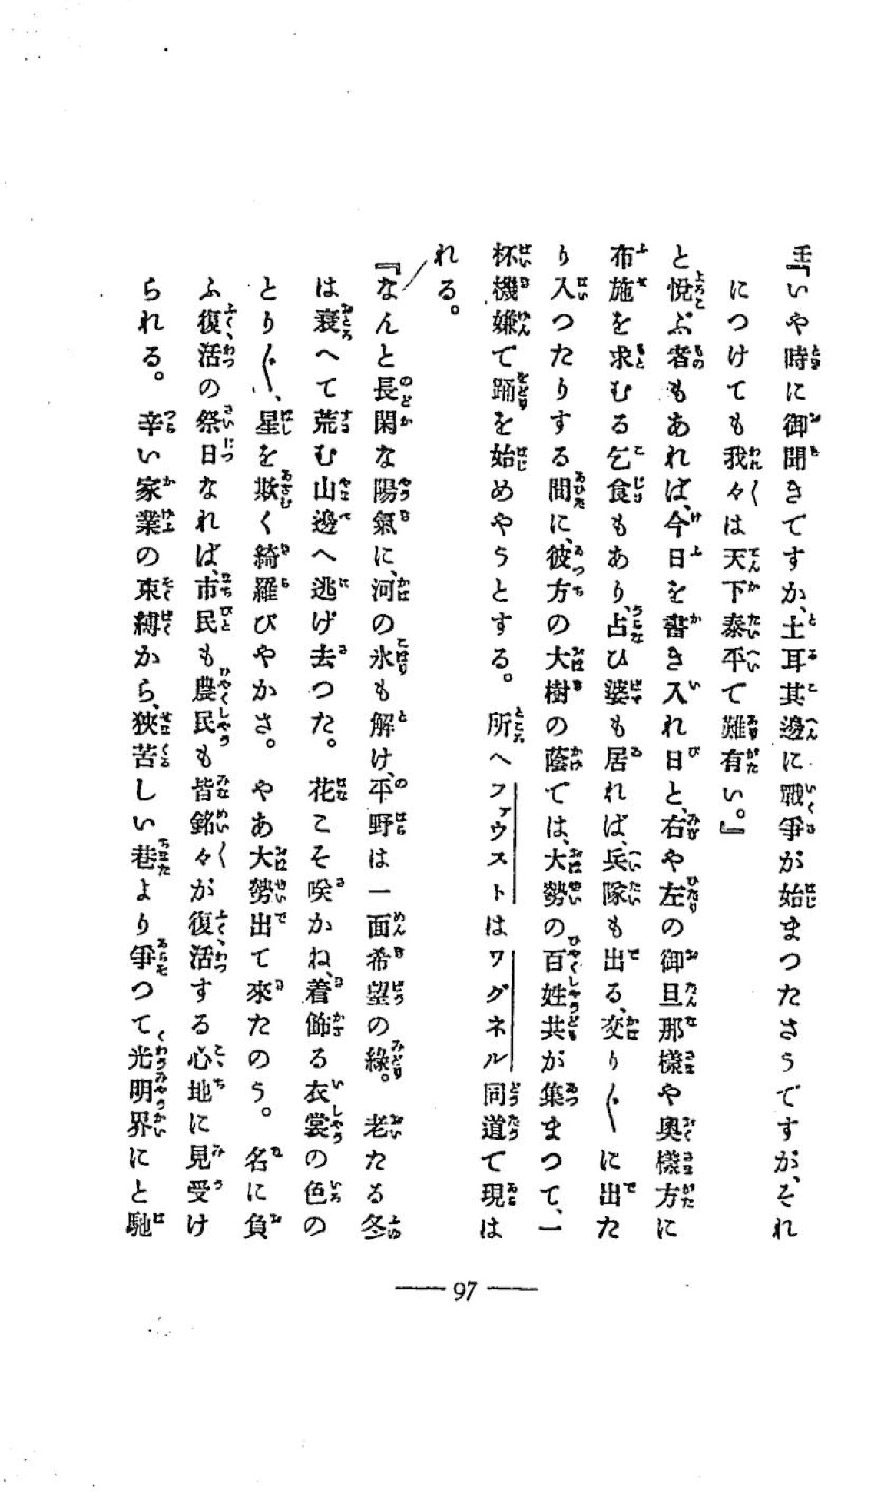 『いや時に御聞きですか、土耳其邊に戰爭が始まつたさうですが、それ
につけても我々は天下泰平で難有い。』
と悅ぶ者もあれば、今日を書き入れ日と、右や左の御旦那樣や奧樣方に
布施を求むる乞食もあり、占ひ婆も居れば、兵隊も出る、交り〳〵に出た
り入つたりする間に、彼方の大樹の蔭では、大勢の百姓共が集まつて、一
杯機嫌で踊を始めやうとする。所へファウストはワグネル同道で現は
れる。
『なんと長閑な陽氣に、河の氷も解け、平野は一面希望の綠。老たる冬
は衰へて荒む山邊へ逃げ去つた。花こそ咲かね、着飾る衣裳の色の
とり〴〵、星を欺く綺羅びやかさ。やあ大勢出て來たのう。名に負
ふ復活の祭日なれば、市民も農民も皆銘々が復活する心地に見受け
られる。辛い家業の束縛から、狹苦しい巷より爭つて光明界にと馳
97